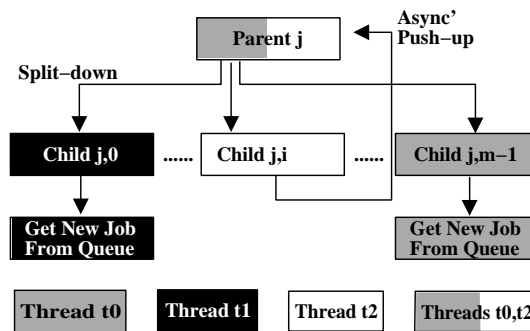 Async’
Push−up
Parent j
Split−down
Child j,0
......
Child j,i
......
Child j,m−1
Get New Job
From Queue
Get New Job
From Queue
Thread t0
Thread t1
Thread t2
Threads t0,t2